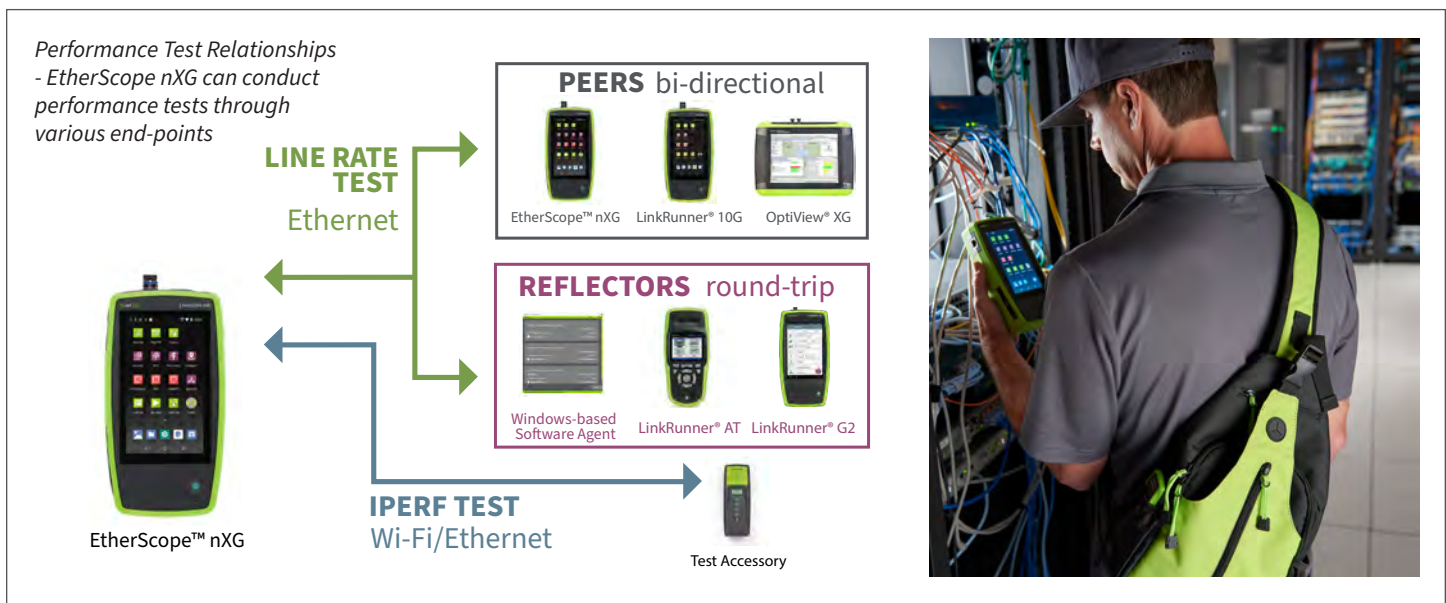 Performance Test Relationships
- EtherScope nXG can conduct
performance tests through
various end-points
LINE RATE
TEST
Ethernet
PEERS bi-directional
EtherScope™ nXG
LinkRunner® 10G
OptiView® XG
REFLECTORS round-trip
Windows-based
Software Agent
LinkRunner® AT
LinkRunner® G2
EtherScope™ nXG
IPERF TEST
Wi-Fi/Ethernet
Test Accessory